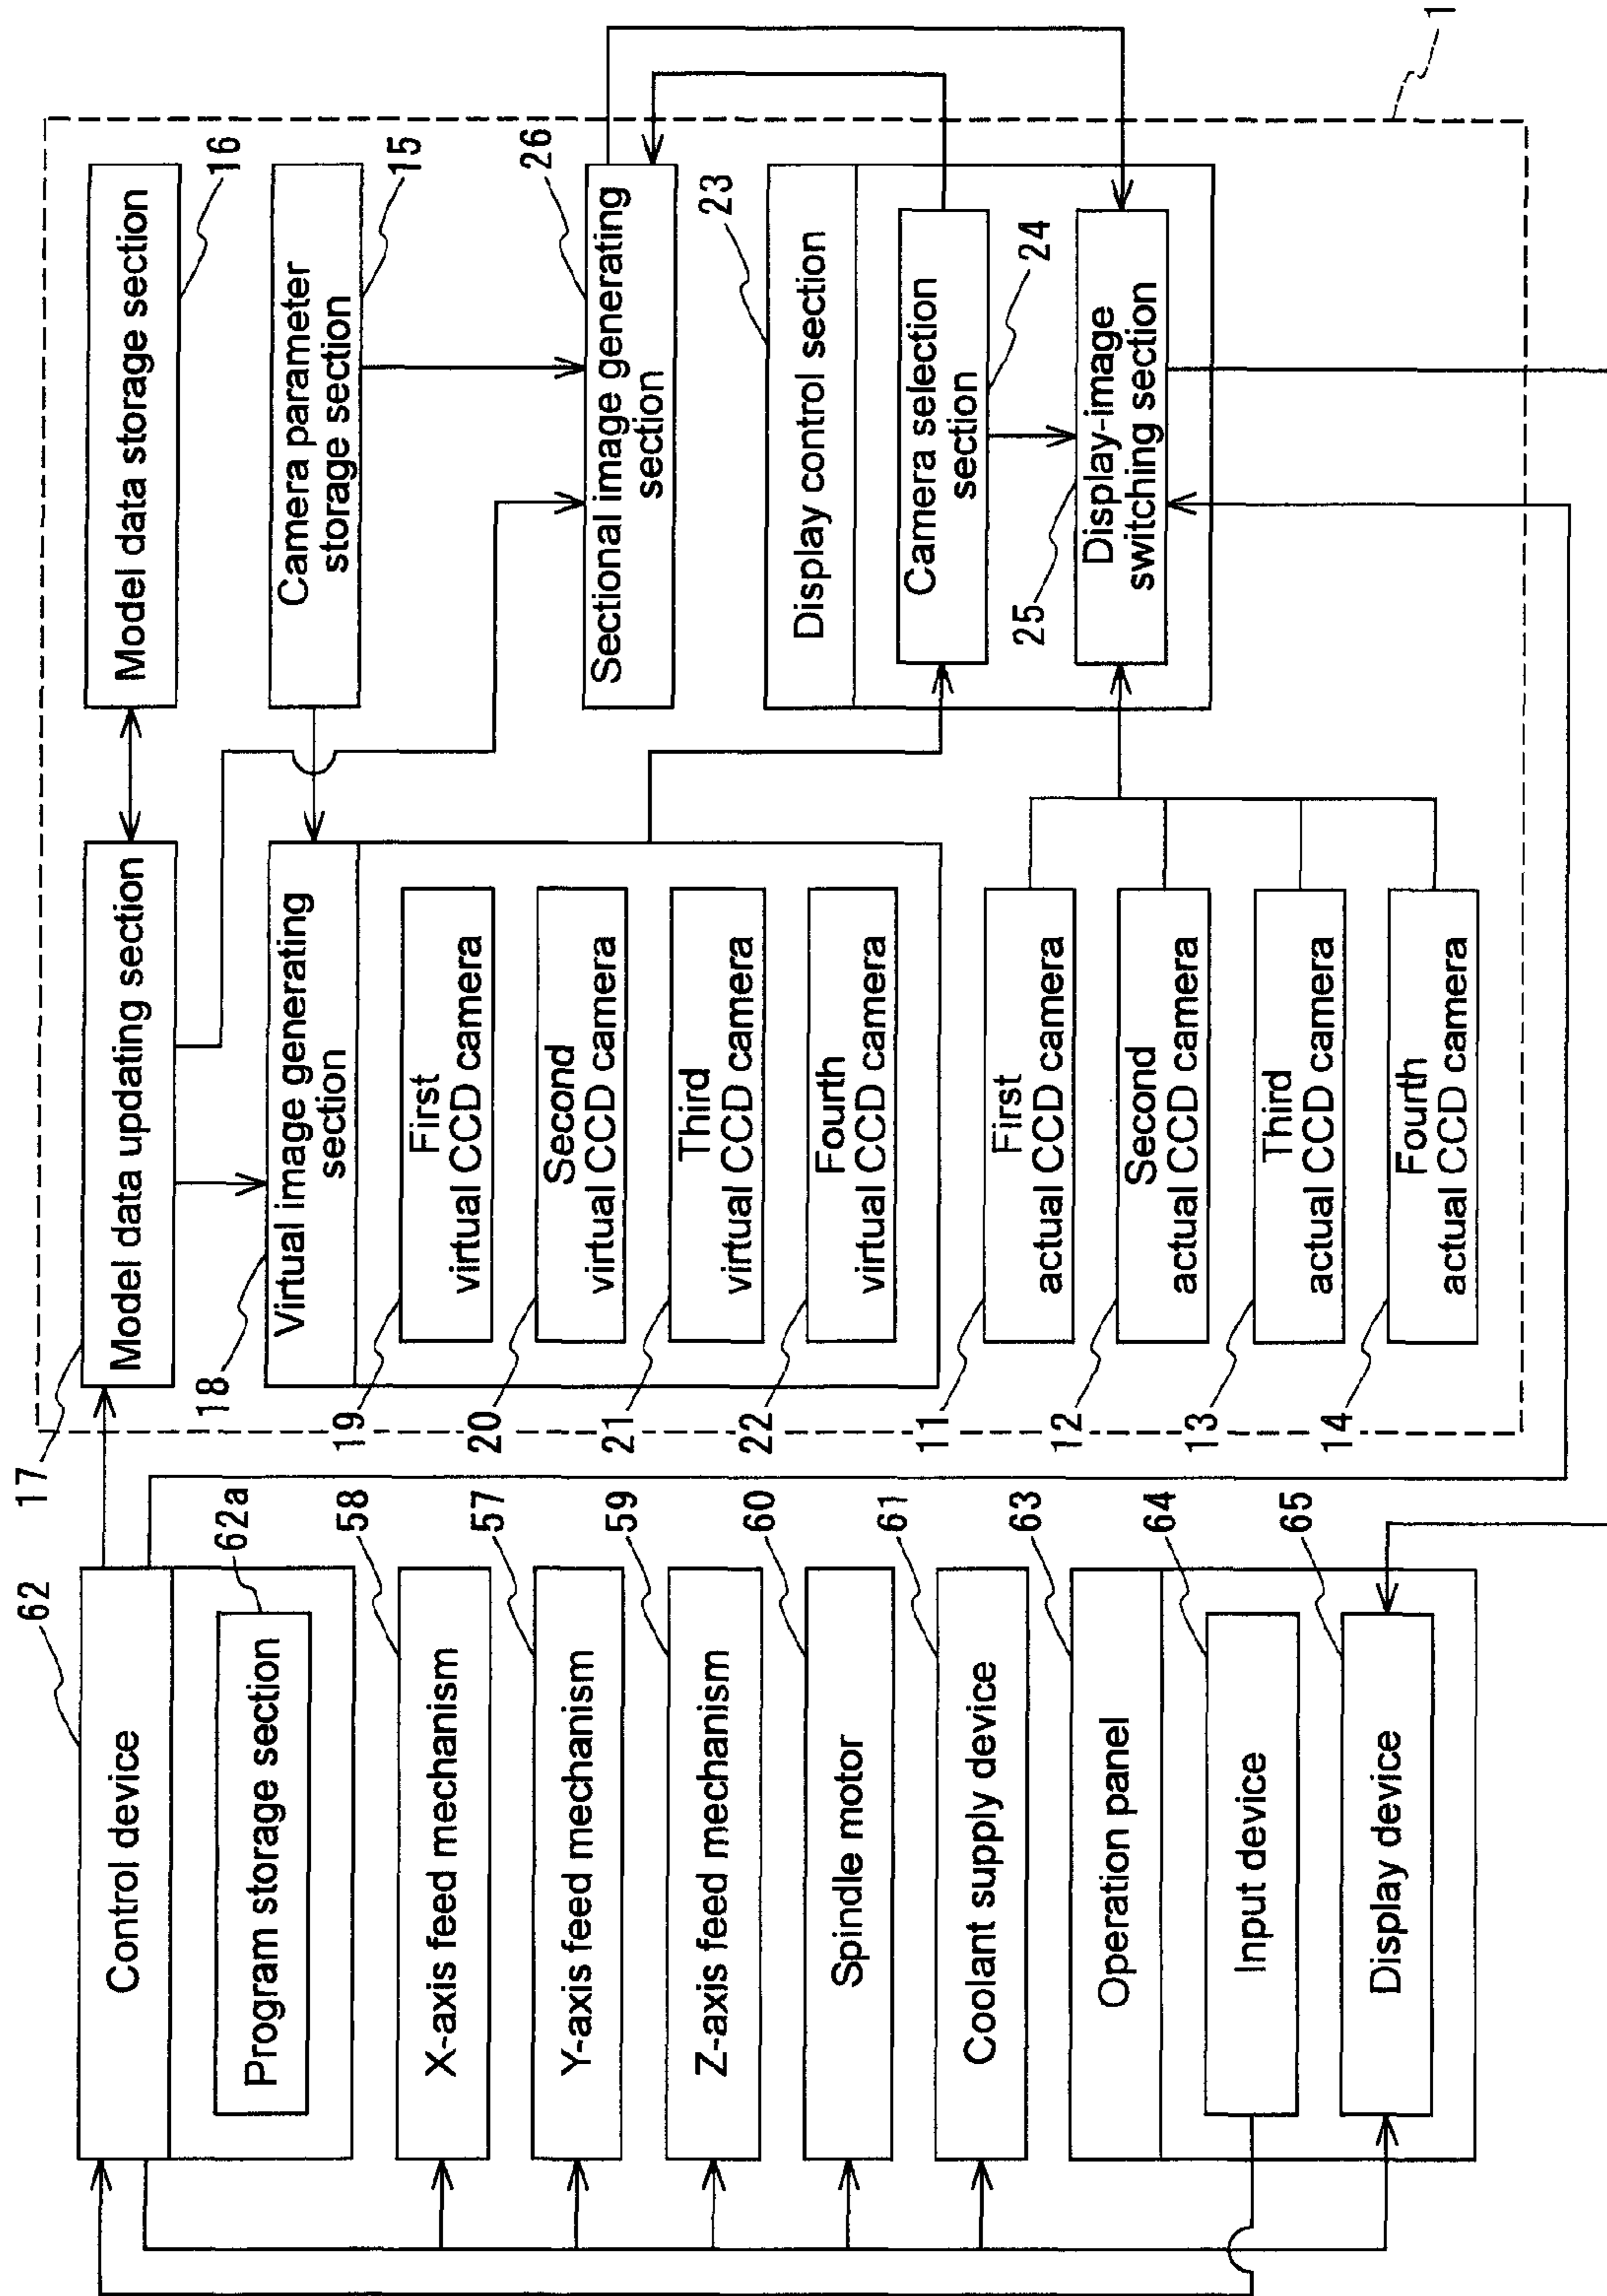 62
Control device
62a
Program storage section
58
X-axis feed mechanism
57
Y-axis feed mechanism
59
Z-axis feed mechanism
60
Spindle motor
61
Coolant supply device
63
Operation panel
64
Input device
65
Display device
17
Model data updating section
18
Virtual image generating
section
19
First
virtual CCD camera
20
Second
virtual CCD camera
21
Third
virtual CCD camera
22
Fourth
virtual CCD camera
11
First
actual CCD camera
12
Second
actual CCD camera
13
Third
actual CCD camera
14
Fourth
actual CCD camera
Model data storage section
16
Camera parameter
storage section
15
26
Sectional image generating
section
23
Display control section
Camera selection
section
24
25
Display-image
switching section
1